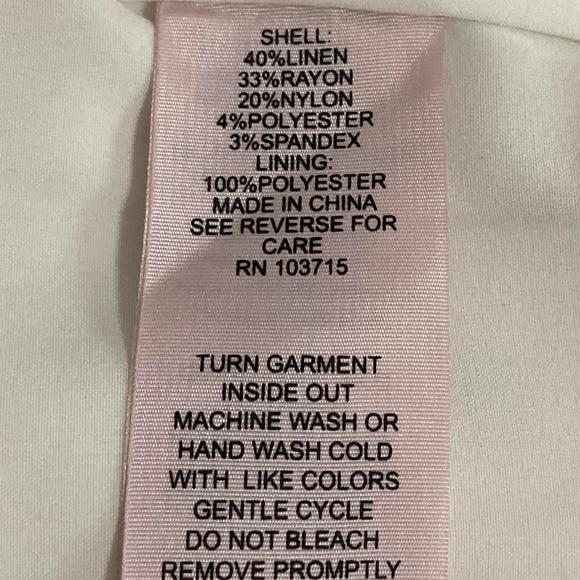 SHELL:
40%LINEN
33%RAYON
20%NYLON
4%POLYESTER
3%SPANDEX
LINING:
100%POLYESTER
MADE IN CHINA
SEE REVERSE FOR
CARE
RN 103715
TURN GARMENT
INSIDE OUT
MACHINE WASH OR
HAND WASH COLD
WITH LIKE COLORS
GENTLE CYCLE
DO NOT BLEACH
REMOVE PROMPTLY